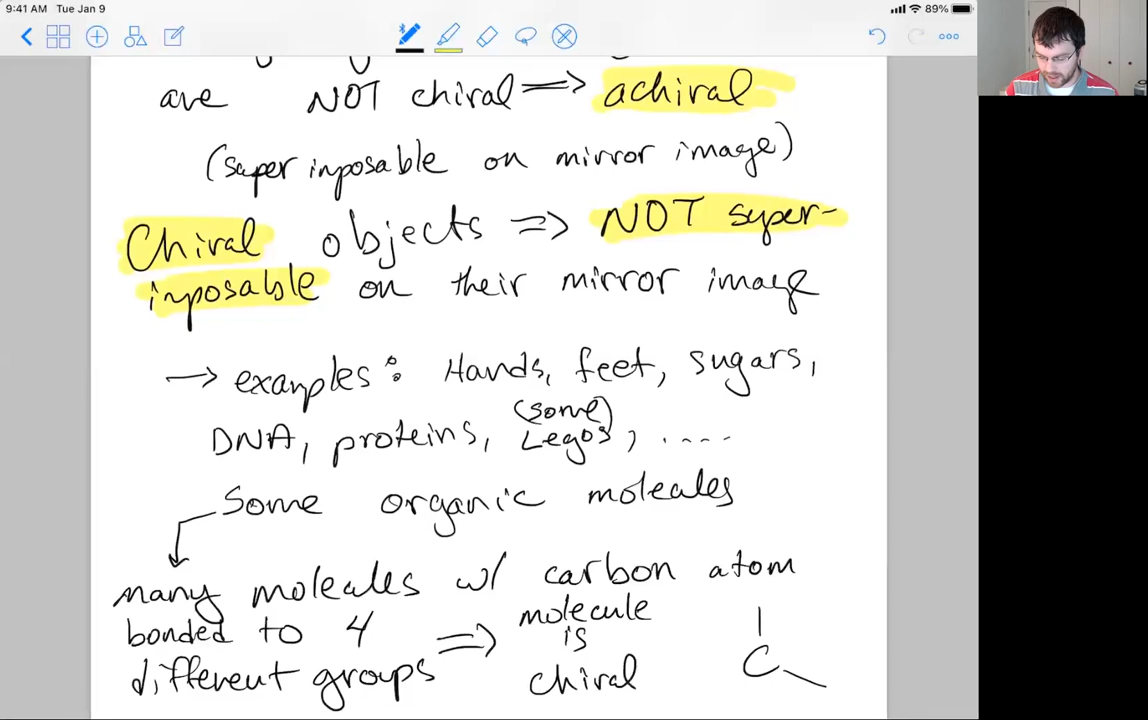 9:41 AM Tue Jan 9 89%
are NOT chiral => achiral
(super imposable on mirror image)
Chiral objects => NOT super-
imposable on their mirror image
→ examples: Hands, feet, sugars,
(some)
DNA, proteins, Legos, ....
Some organic molecules
many molecules w/ carbon atom
bonded to 4 => molecule is
different groups chiral
C